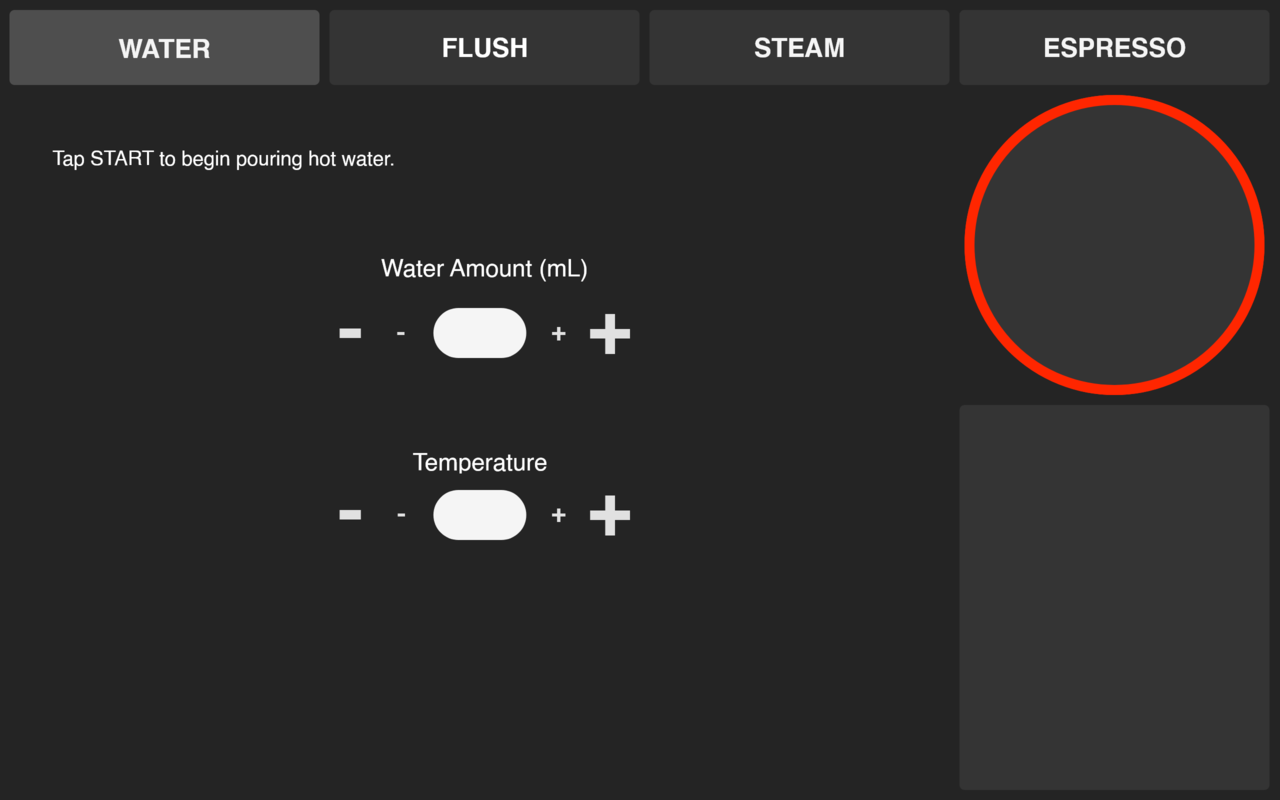 WATER
FLUSH
STEAM
ESPRESSO
Tap START to begin pouring hot water.
Water Amount (mL)
- - + +
Temperature
- - + +